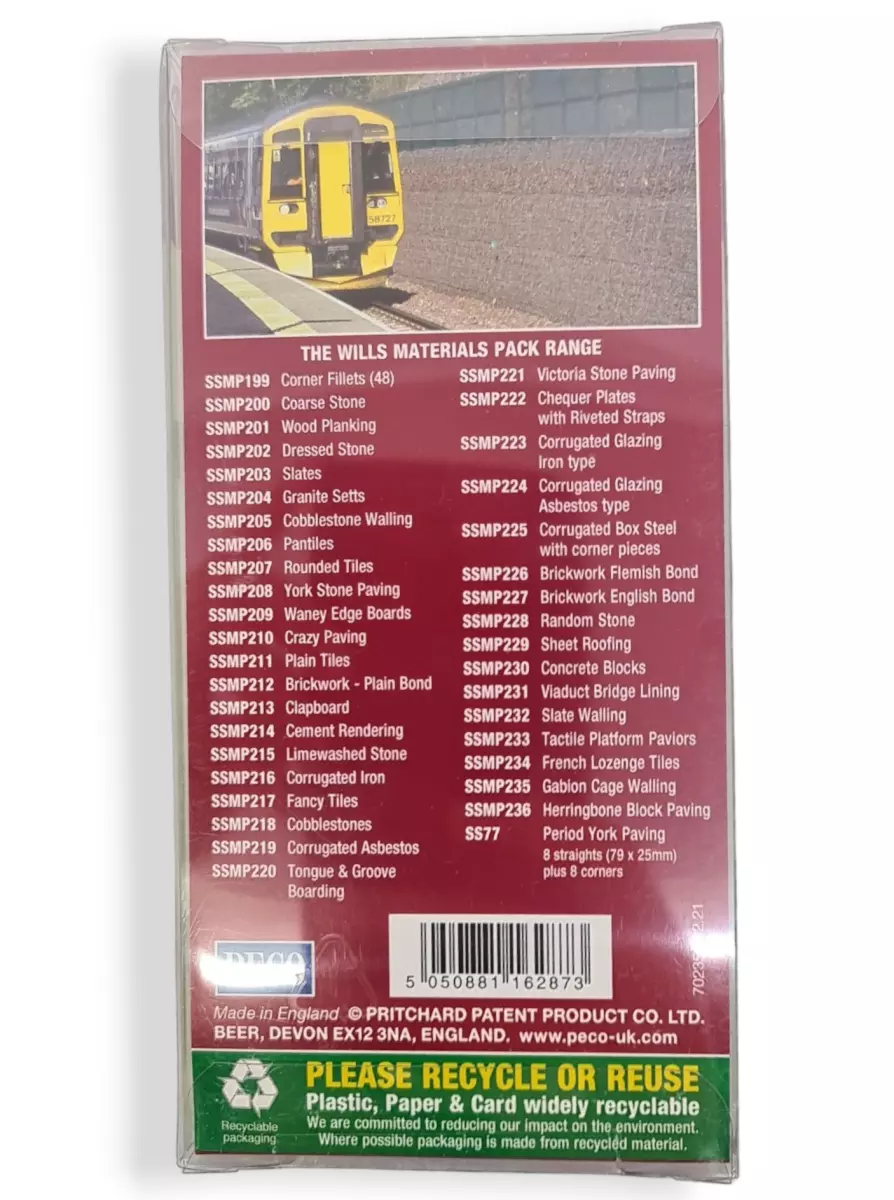 58727
THE WILLS MATERIALS PACK RANGE
SSMP199 Corner Fillets (48)
SSMP200 Coarse Stone
SSMP201 Wood Planking
SSMP202 Dressed Stone
SSMP203 Slates
SSMP204 Granite Setts
SSMP205 Cobblestone Walling
SSMP206 Pantiles
SSMP207 Rounded Tiles
SSMP208 York Stone Paving
SSMP209 Waney Edge Boards
SSMP210 Crazy Paving
SSMP211 Plain Tiles
SSMP212 Brickwork - Plain Bond
SSMP213 Clapboard
SSMP214 Cement Rendering
SSMP215 Limewashed Stone
SSMP216 Corrugated Iron
SSMP217 Fancy Tiles
SSMP218 Cobblestones
SSMP219 Corrugated Asbestos
SSMP220 Tongue & Groove
Boarding
SSMP221 Victoria Stone Paving
SSMP222 Chequer Plates
with Riveted Straps
SSMP223 Corrugated Glazing
Iron type
SSMP224 Corrugated Glazing
Asbestos type
SSMP225 Corrugated Box Steel
with corner pieces
SSMP226 Brickwork Flemish Bond
SSMP227 Brickwork English Bond
SSMP228 Random Stone
SSMP229 Sheet Roofing
SSMP230 Concrete Blocks
SSMP231 Viaduct Bridge Lining
SSMP232 Slate Walling
SSMP233 Tactile Platform Paviors
SSMP234 French Lozenge Tiles
SSMP235 Gabion Cage Walling
SSMP236 Herringbone Block Paving
SS77 Period York Paving
8 straights (79 x 25mm)
plus 8 corners
PECO
5 050881 162873
Made in England © PRITCHARD PATENT PRODUCT CO. LTD.
BEER, DEVON EX12 3NA, ENGLAND. www.peco-uk.com
Recyclable
packaging
PLEASE RECYCLE OR REUSE
Plastic, Paper & Card widely recyclable
We are committed to reducing our impact on the environment.
Where possible packaging is made from recycled material.